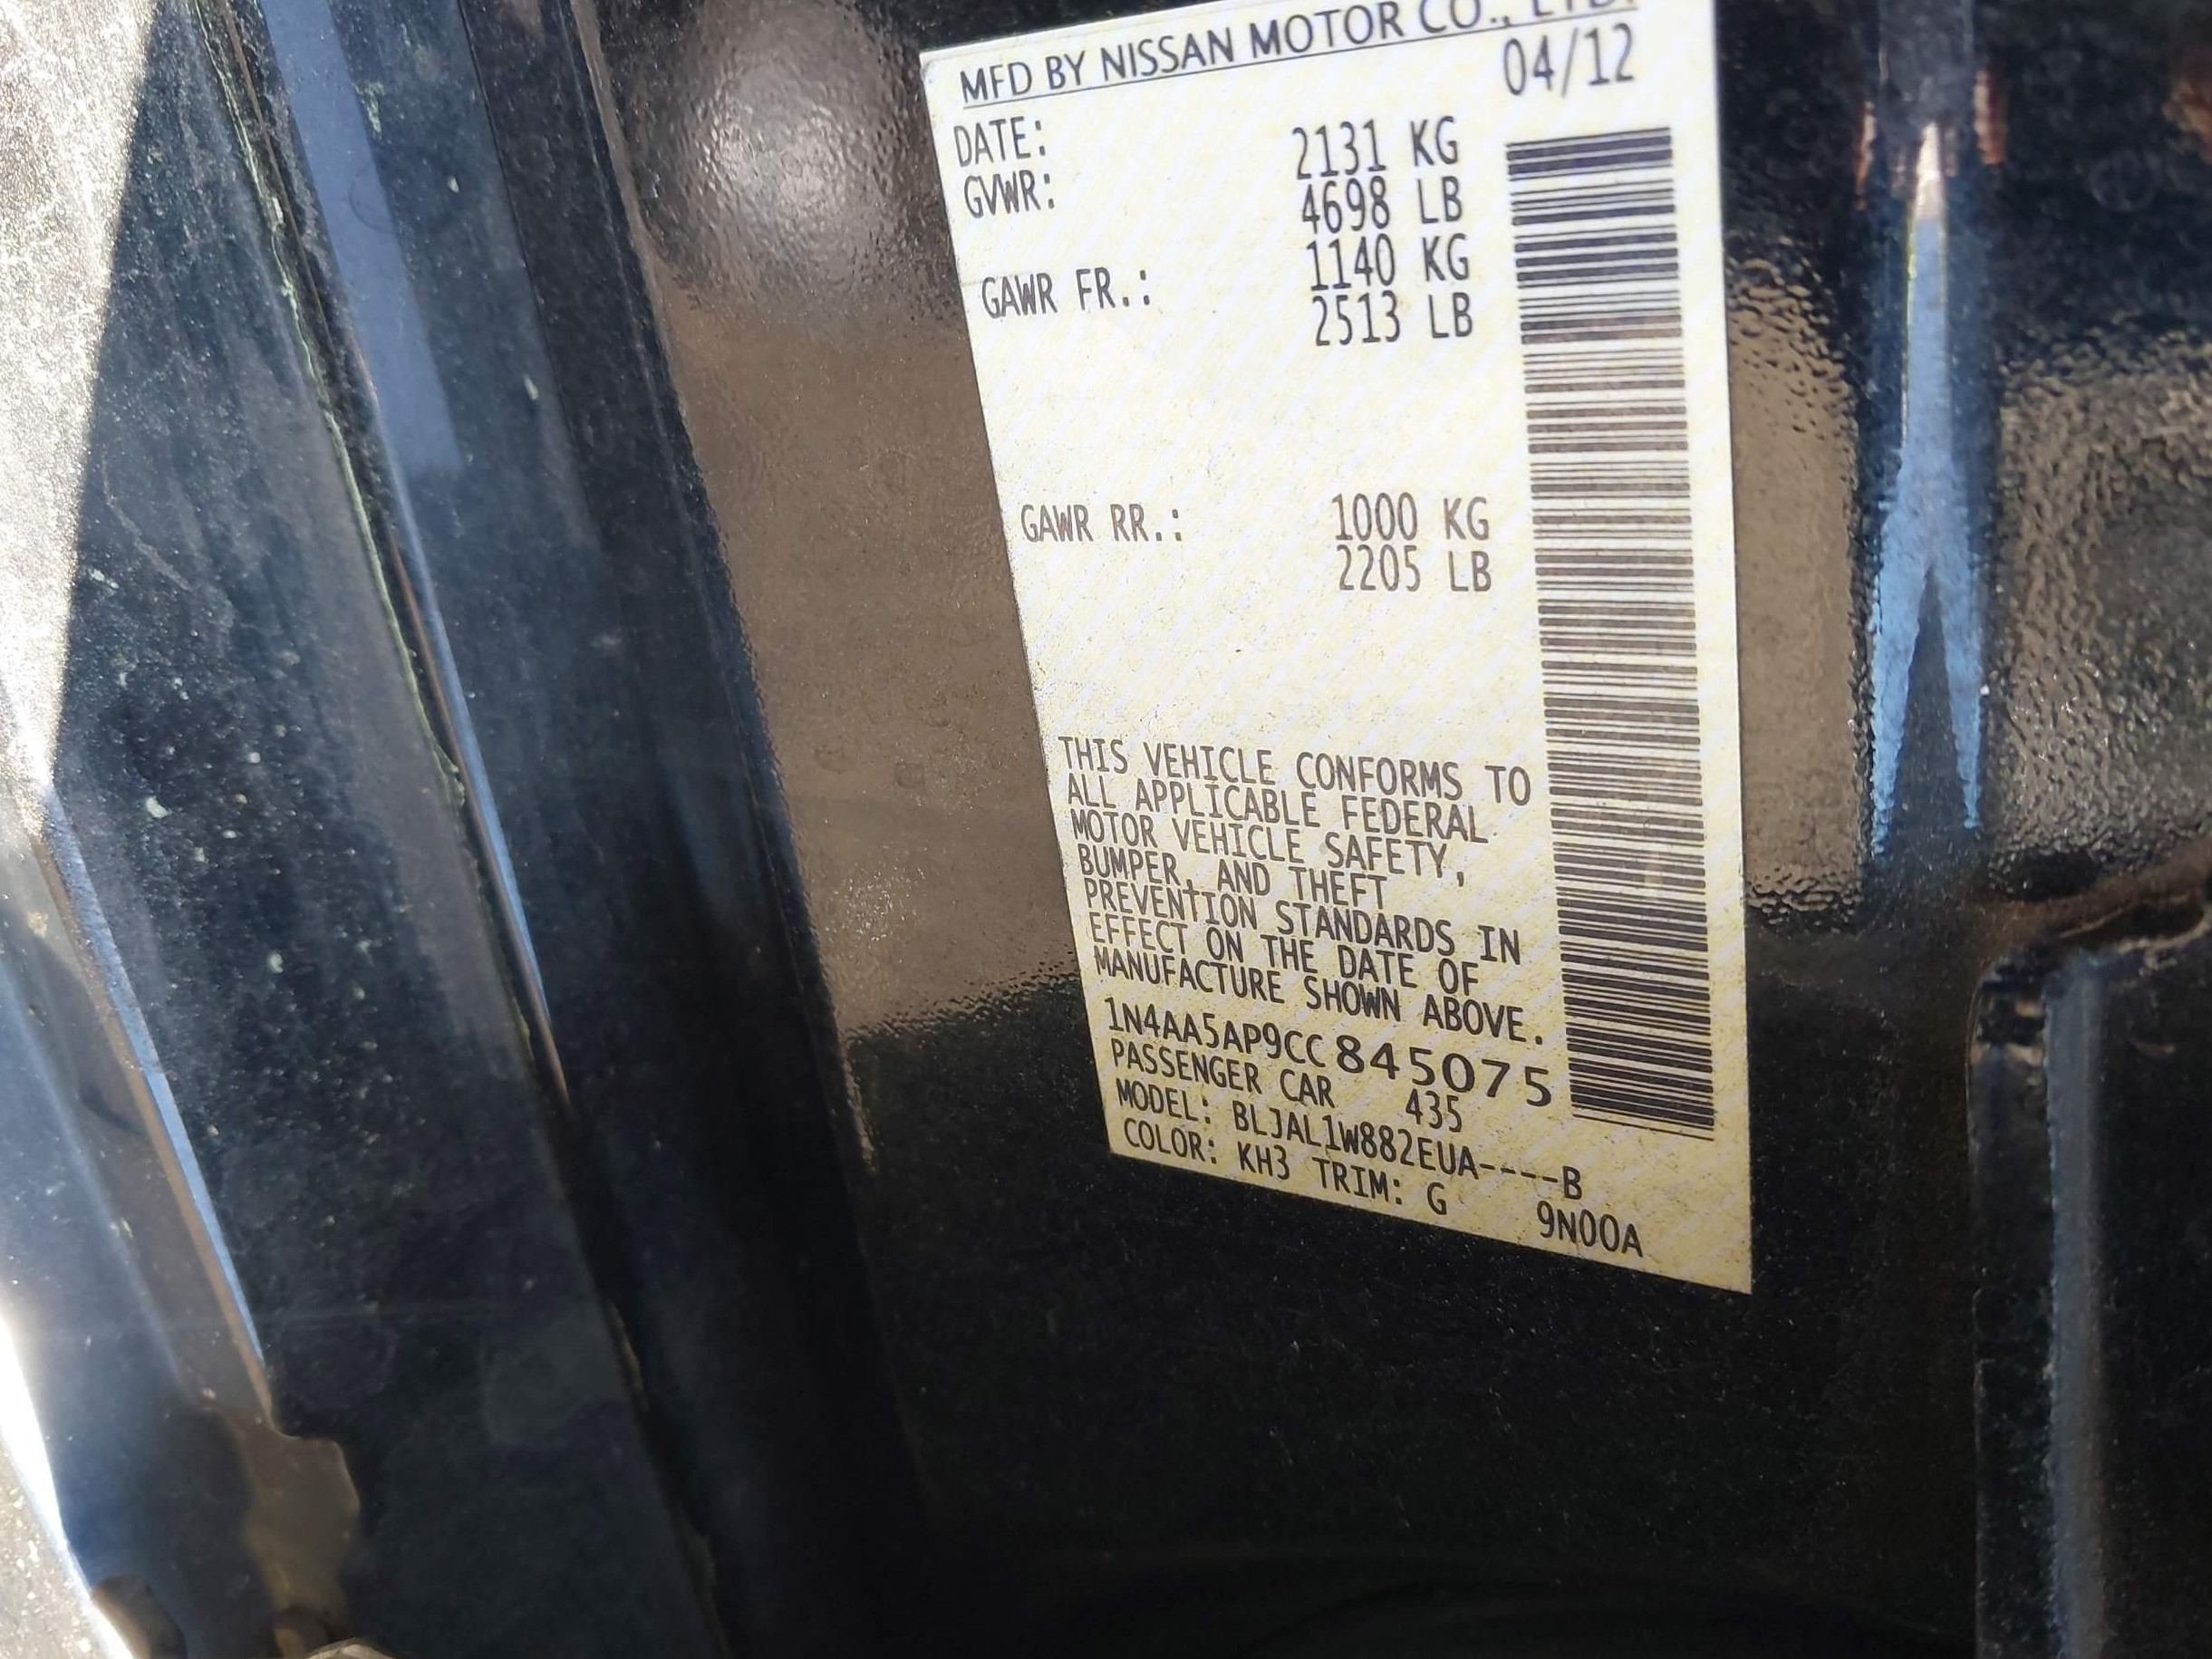 MFD BY NISSAN MOTOR CO., LTD.
DATE: 04/12
GVWR: 2131 KG
4698 LB
GAWR FR.: 1140 KG
2513 LB
GAWR RR.: 1000 KG
2205 LB
THIS VEHICLE CONFORMS TO
ALL APPLICABLE FEDERAL
MOTOR VEHICLE SAFETY,
BUMPER, AND THEFT
PREVENTION STANDARDS IN
EFFECT ON THE DATE OF
MANUFACTURE SHOWN ABOVE.
1N4AA5AP9CC845075
PASSENGER CAR 435
MODEL: BLJAL1W882EUA----B
COLOR: KH3 TRIM: G 9N00A